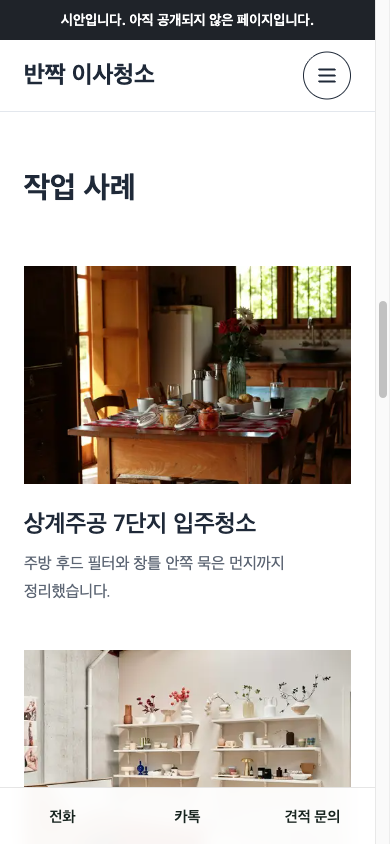 시안입니다. 아직 공개되지 않은 페이지입니다.
반짝 이사청소
작업 사례
상계주공 7단지 입주청소
주방 후드 필터와 창틀 안쪽 묵은 먼지까지
정리했습니다.
전화
카톡
견적 문의